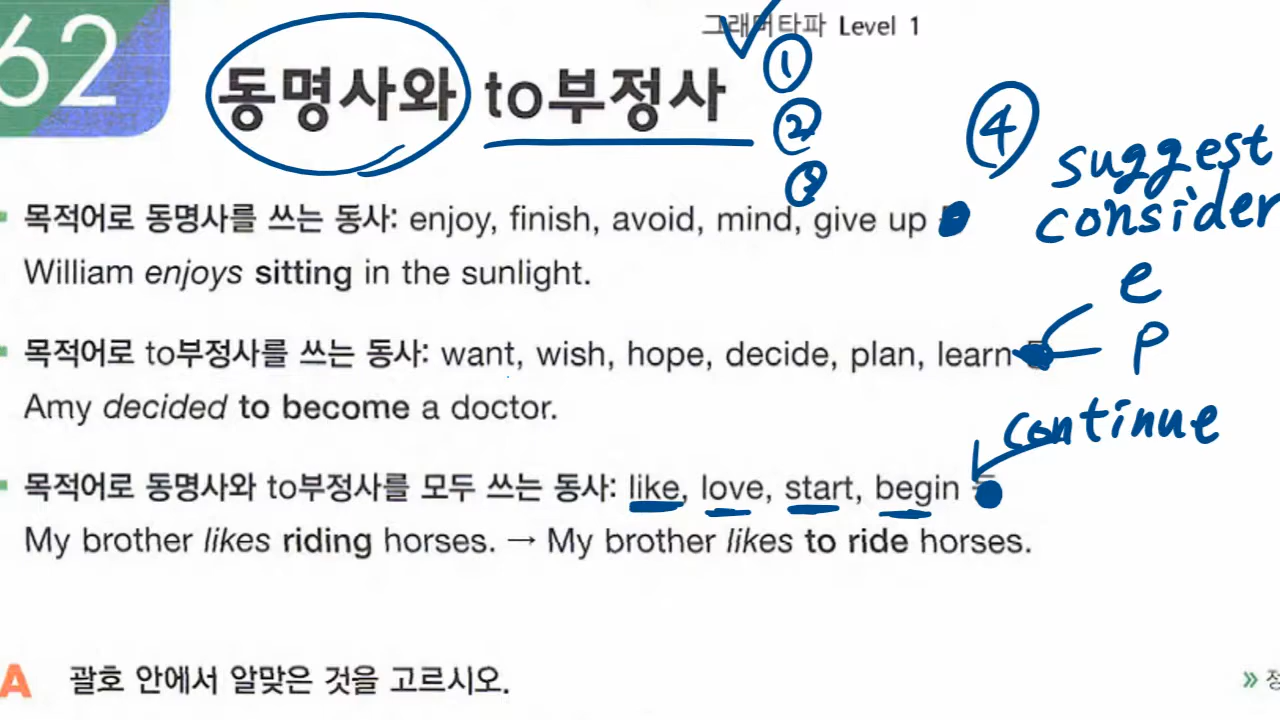 62
그래머타파 Level 1
동명사와 to부정사
① ② ③ ④
suggest
consider
목적어로 동명사를 쓰는 동사: enjoy, finish, avoid, mind, give up
William enjoys sitting in the sunlight.
e
p
목적어로 to부정사를 쓰는 동사: want, wish, hope, decide, plan, learn
Amy decided to become a doctor.
continue
목적어로 동명사와 to부정사를 모두 쓰는 동사: like, love, start, begin
My brother likes riding horses. → My brother likes to ride horses.
A 괄호 안에서 알맞은 것을 고르시오.
»